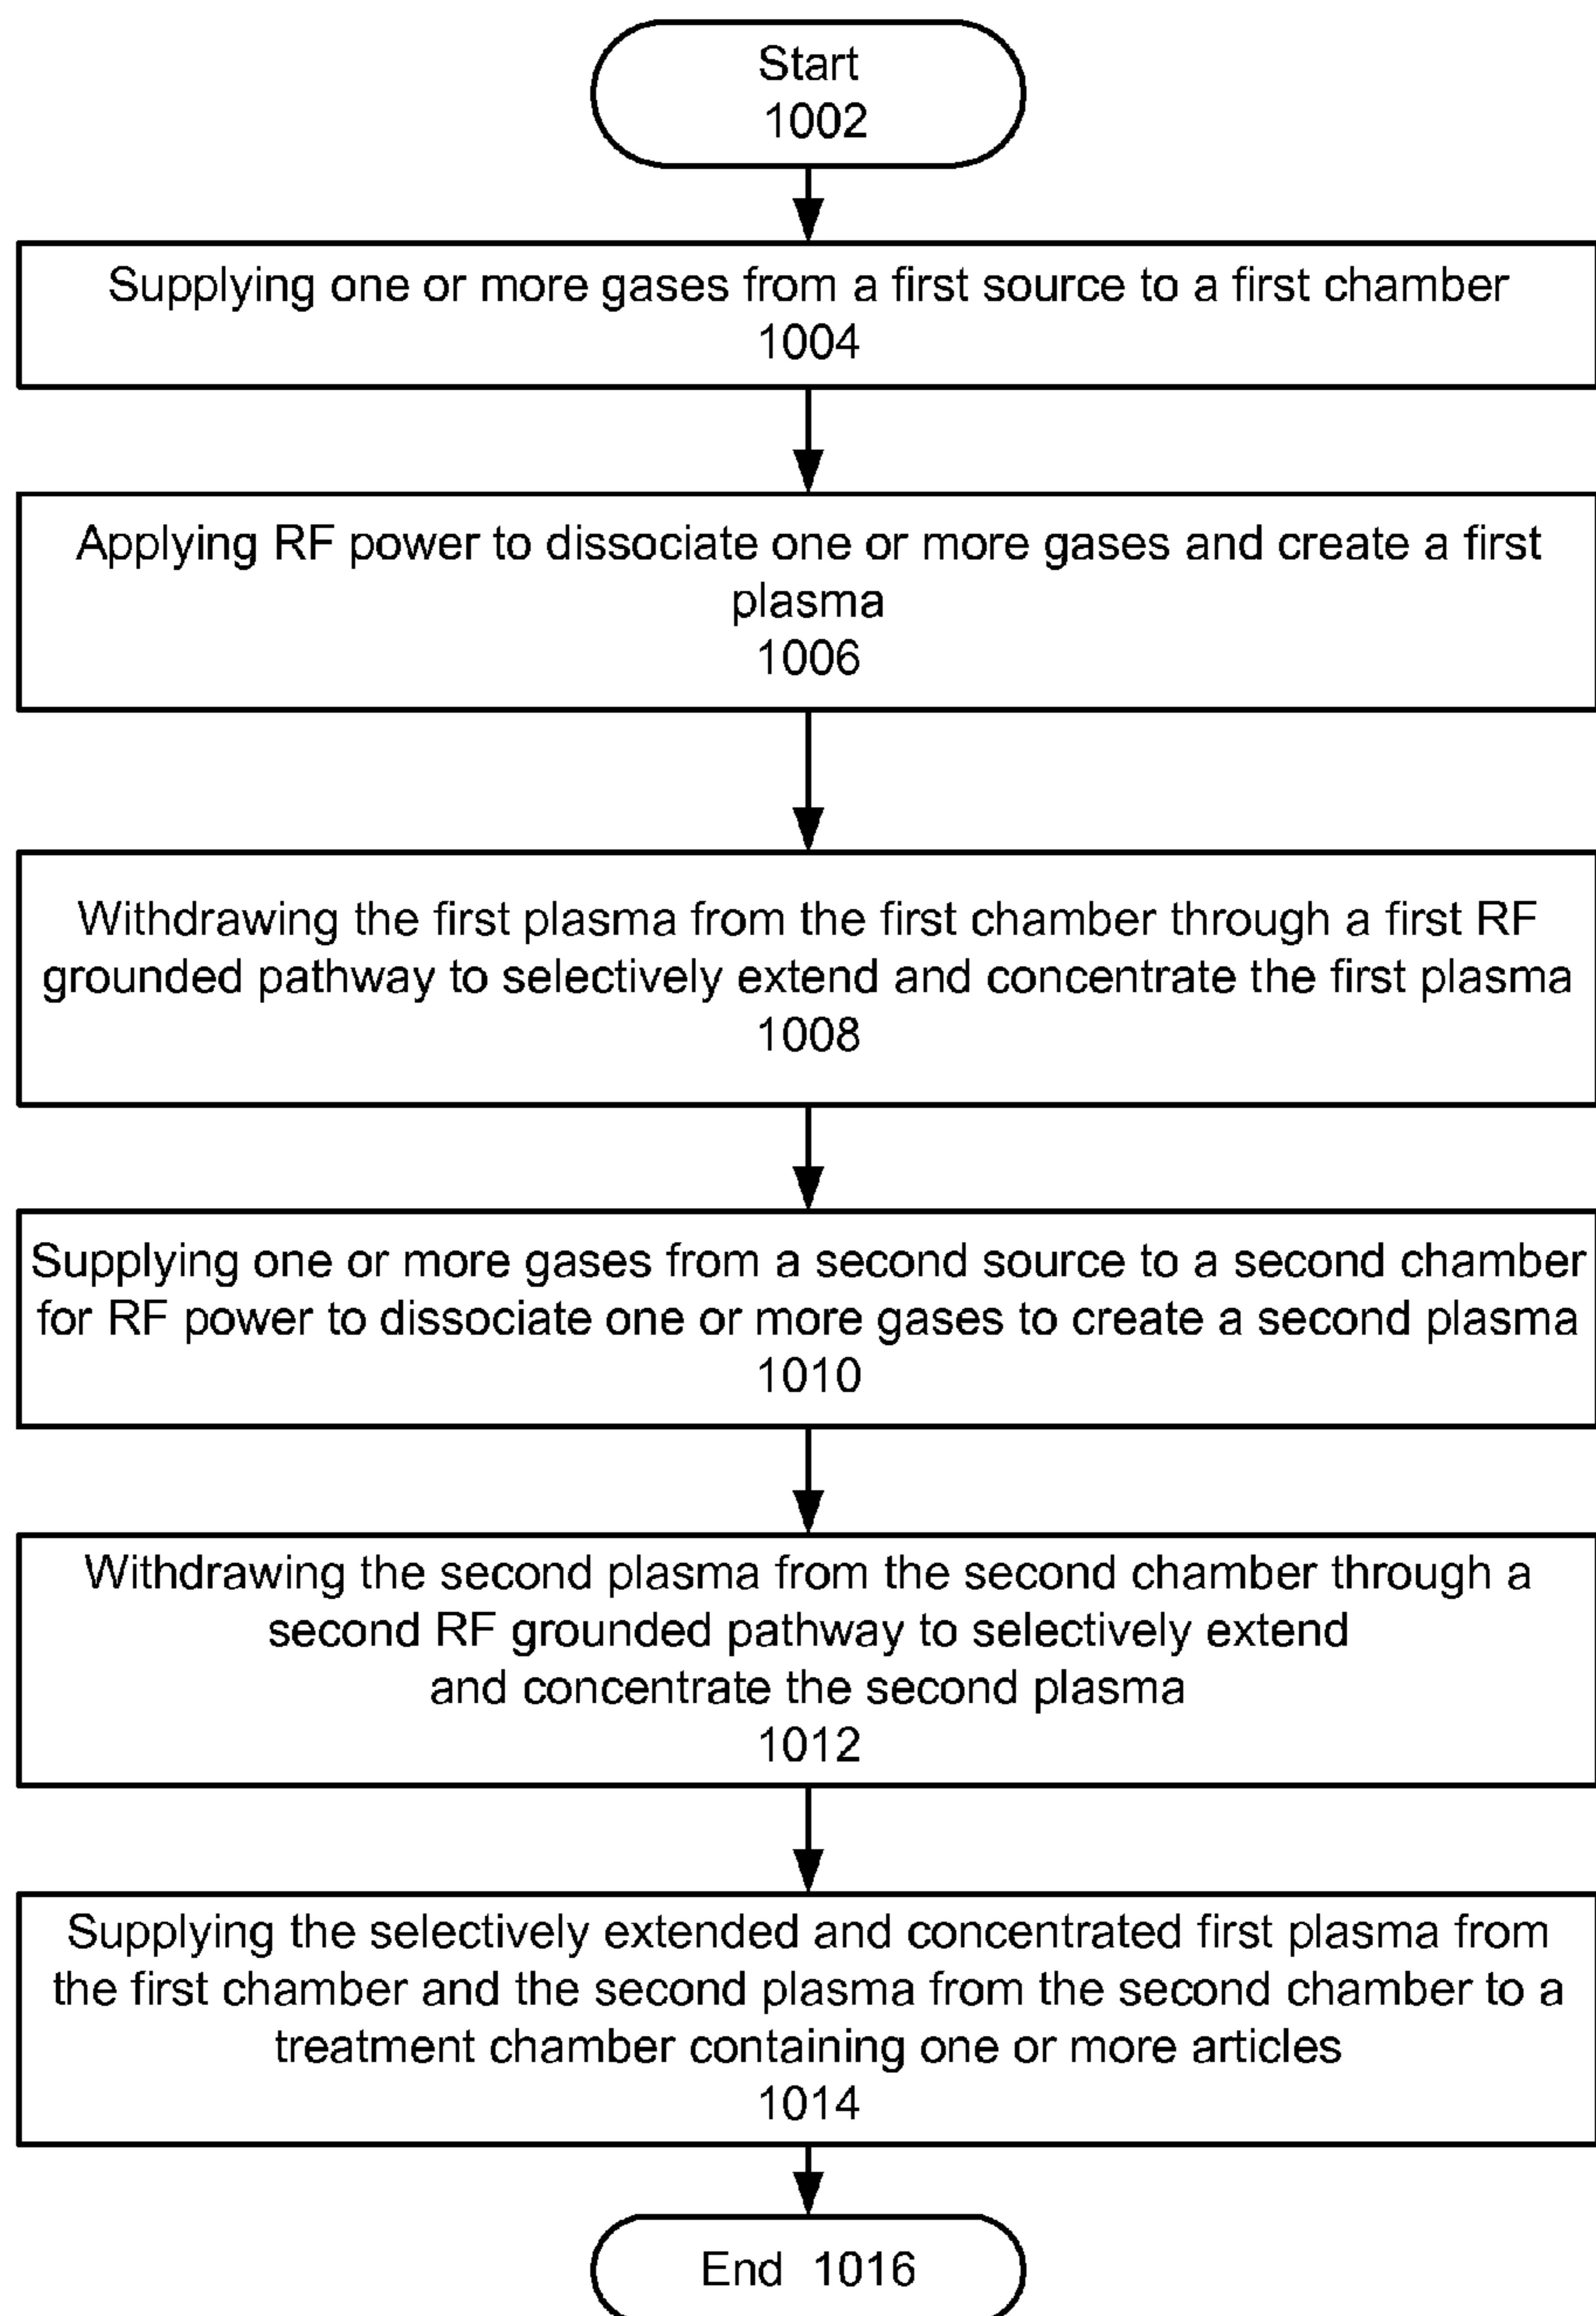 Start
1002
Supplying one or more gases from a first source to a first chamber
1004
Applying RF power to dissociate one or more gases and create a first
plasma
1006
Withdrawing the first plasma from the first chamber through a first RF
grounded pathway to selectively extend and concentrate the first plasma
1008
Supplying one or more gases from a second source to a second chamber
for RF power to dissociate one or more gases to create a second plasma
1010
Withdrawing the second plasma from the second chamber through a
second RF grounded pathway to selectively extend
and concentrate the second plasma
1012
Supplying the selectively extended and concentrated first plasma from
the first chamber and the second plasma from the second chamber to a
treatment chamber containing one or more articles
1014
End 1016